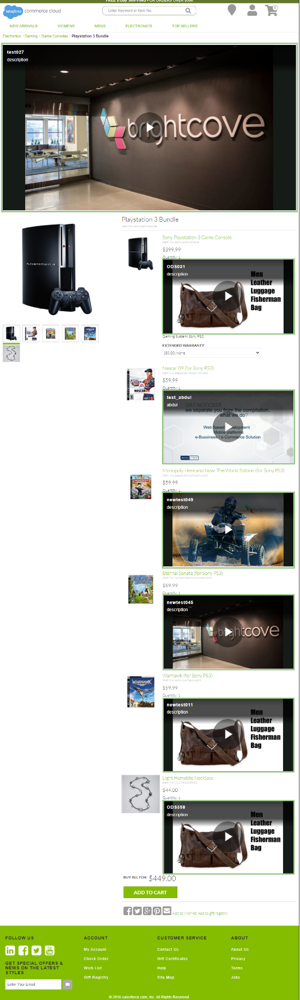 FREE 2-Day SHIPPING FOR ORDERS OVER $300
salesforce commerce cloud
Enter Keyword or Item No.
0
NEW ARRIVALS WOMENS MENS ELECTRONICS TOP SELLERS
Electronics / Gaming / Game Consoles / Playstation 3 Bundle
test027
description
brightcove
Playstation 3 Bundle
Item No. sony-ps3-bundle
PLAYSTATION 3
Sony Playstation 3 Game Console
Item No. sony-ps3-console
$399.99
Quantity: 1
ODS031
description
Men
Leather
Luggage
Fisherman
Bag
Gaming System: Sony PS3
EXTENDED WARRANTY
($0.00) None
Nascar 09 (for Sony PS3)
Item No. easports-nascar-09-ps3
$59.99
Quantity: 1
NASCAR 09
test_abdul
abdul
GET NOTICED!
we separate you from the compitation.
what we do?
Web Based Development
Mobile platforms
e-Bussiness / e-Commerce Solution
ROYAL
Monopoly Here and Now: The World Edition (for Sony PS3)
Item No. easports-monopoly-ps3
$59.99
Quantity: 1
MONOPOLY
newtest049
description
brightcove
Eternal Sonata (for Sony PS3)
Item No. namco-eternal-sonata-ps3
$59.99
Quantity: 1
newtest045
description
brightcove
Warhawk (for Sony PS3)
Item No. sony-warhawk-ps3
$59.99
Quantity: 1
WARHAWK
newtest011
description
Men
Leather
Luggage
Fisherman
Bag
Light Hematite Necklace
$44.00
Quantity: 1
ODS358
description
Men
Leather
Luggage
Fisherman
Bag
BUY ALL FOR $449.00
ADD TO CART
Add to Wishlist Add to gift registry
FOLLOW US
ACCOUNT
CUSTOMER SERVICE
ABOUT
in
You Tube
My Account
Contact Us
About Us
Check Order
Gift Certificates
Privacy
GET SPECIAL OFFERS &
NEWS ON THE LATEST
STYLES
Wish List
Help
Terms
Gift Registry
Site Map
Jobs
Enter Your Email
© 2016 salesforce.com, inc. All Rights Reserved.